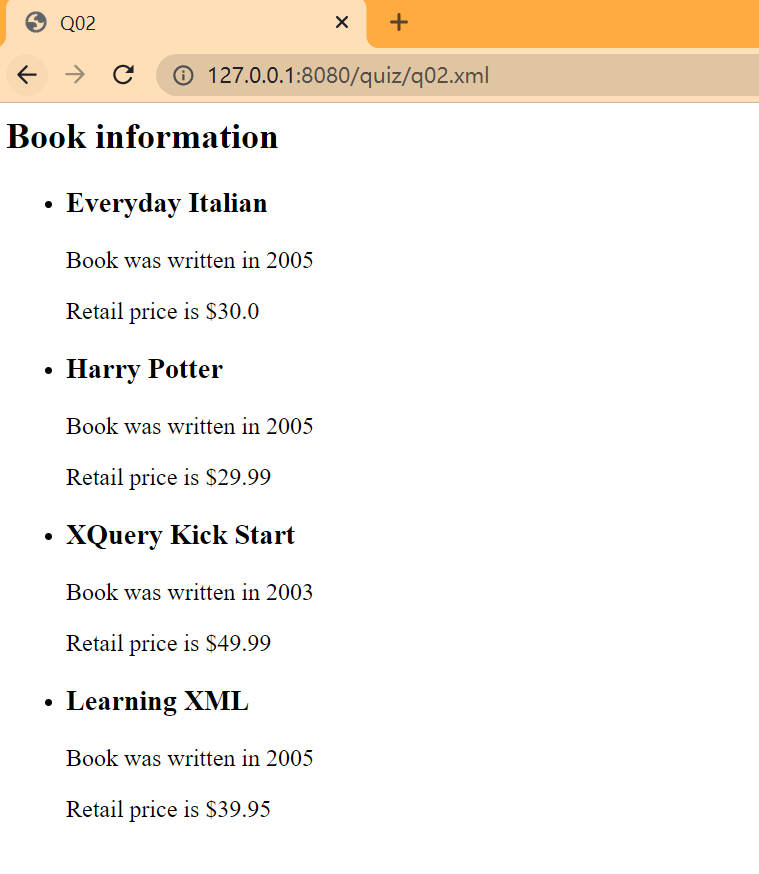 Q02
127.0.0.1:8080/quiz/q02.xml
Book information
Everyday Italian
Book was written in 2005
Retail price is $30.0
Harry Potter
Book was written in 2005
Retail price is $29.99
XQuery Kick Start
Book was written in 2003
Retail price is $49.99
Learning XML
Book was written in 2005
Retail price is $39.95